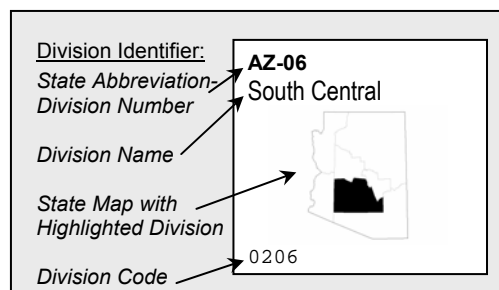 Division Identifier:
State Abbreviation-
Division Number
Division Name
State Map with
Highlighted Division
Division Code
AZ-06
South Central
0206